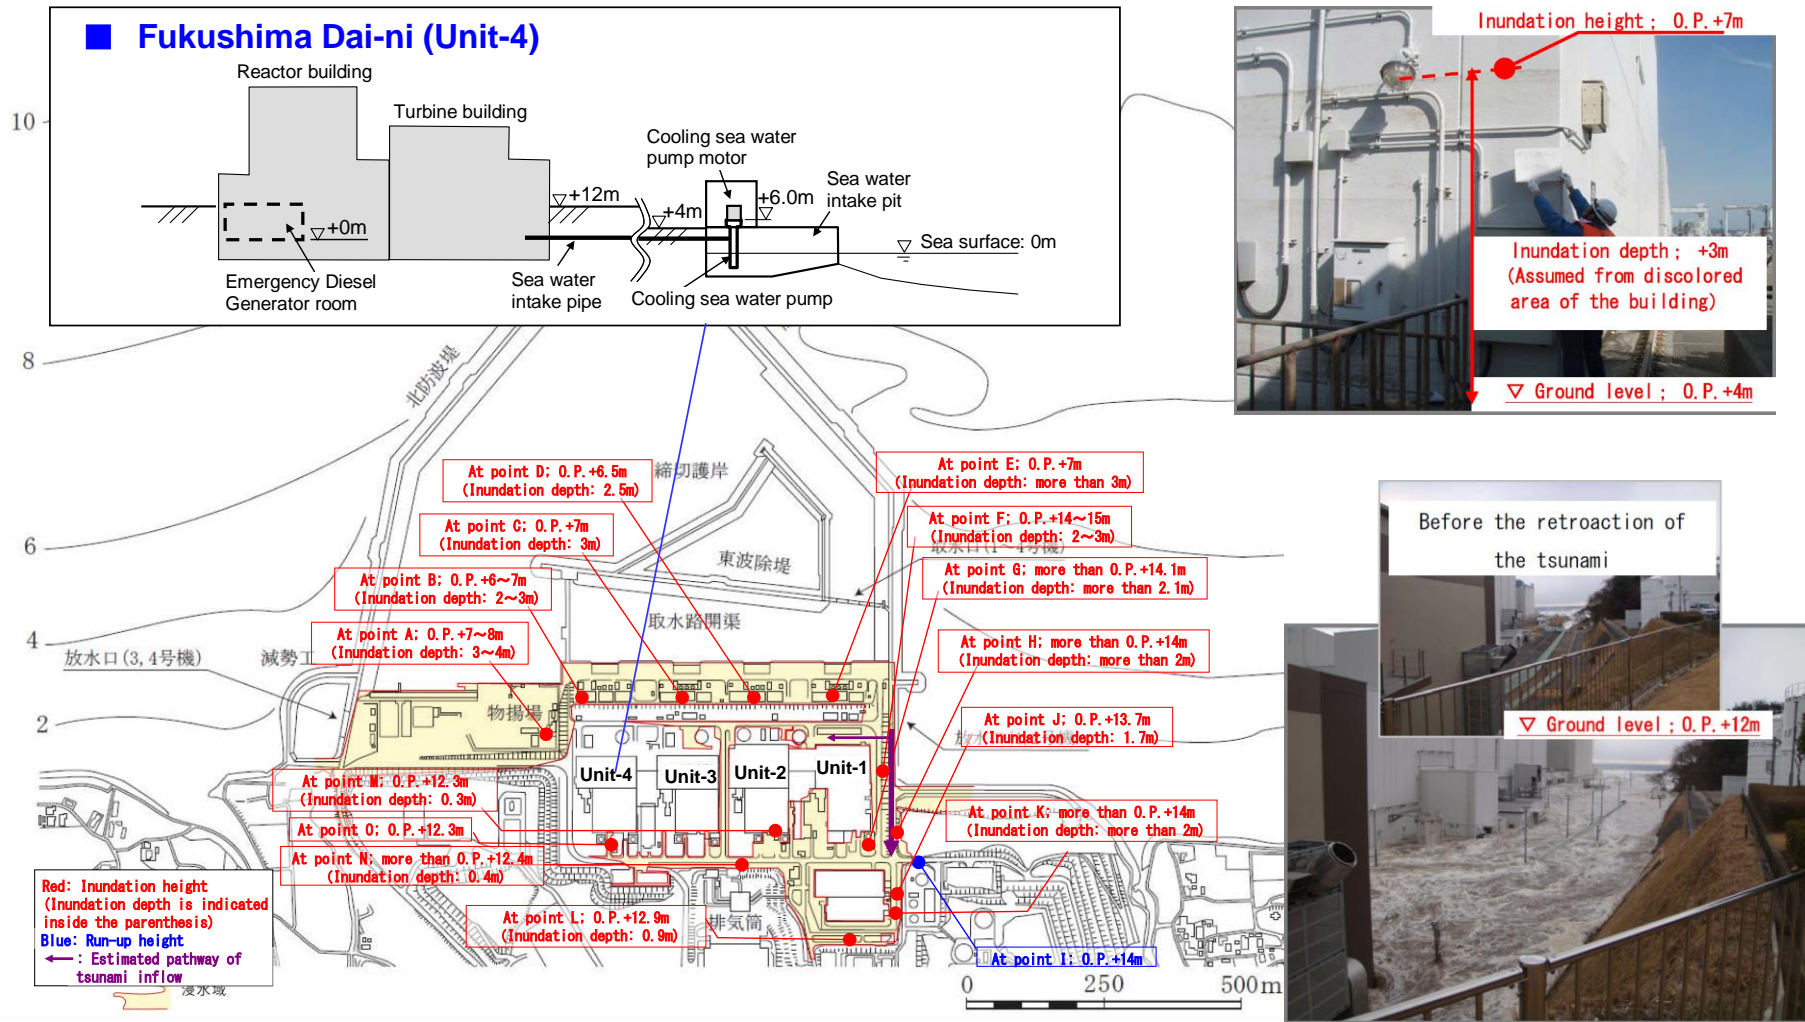 ■ Fukushima Dai-ni (Unit-4)
Reactor building
Turbine building
Cooling sea water
pump motor
Sea water
intake pit
+12m
+4m
+6.0m
+0m
Sea surface: 0m
Emergency Diesel
Generator room
Sea water
intake pipe
Cooling sea water pump
10
8
6
4
2
Inundation height; O.P.+7m
Inundation depth; +3m
(Assumed from discolored
area of the building)
▽ Ground level; O.P.+4m
北防波堤
締切護岸
東波除堤
取水口(1～4号機)
取水路開渠
放水口(3,4号機)
減勢工
物揚場
排気筒
At point D; O.P.+6.5m
(Inundation depth: 2.5m)
At point E; O.P.+7m
(Inundation depth: more than 3m)
At point C; O.P.+7m
(Inundation depth: 3m)
At point F; O.P.+14～15m
(Inundation depth: 2～3m)
At point B; O.P.+6～7m
(Inundation depth: 2～3m)
At point G; more than O.P.+14.1m
(Inundation depth: more than 2.1m)
At point A; O.P.+7～8m
(Inundation depth: 3～4m)
At point H; more than O.P.+14m
(Inundation depth: more than 2m)
At point J; O.P.+13.7m
(Inundation depth: 1.7m)
Unit-4
Unit-3
Unit-2
Unit-1
At point M; O.P.+12.3m
(Inundation depth: 0.3m)
At point K; more than O.P.+14m
(Inundation depth: more than 2m)
At point O; O.P.+12.3m
At point N; more than O.P.+12.4m
(Inundation depth: 0.4m)
At point L; O.P.+12.9m
(Inundation depth: 0.9m)
At point I; O.P.+14m
Red: Inundation height
(Inundation depth is indicated
inside the parenthesis)
Blue: Run-up height
←: Estimated pathway of
tsunami inflow
浸水域
0 250 500m
Before the retroaction of
the tsunami
▽ Ground level;O.P.+12m